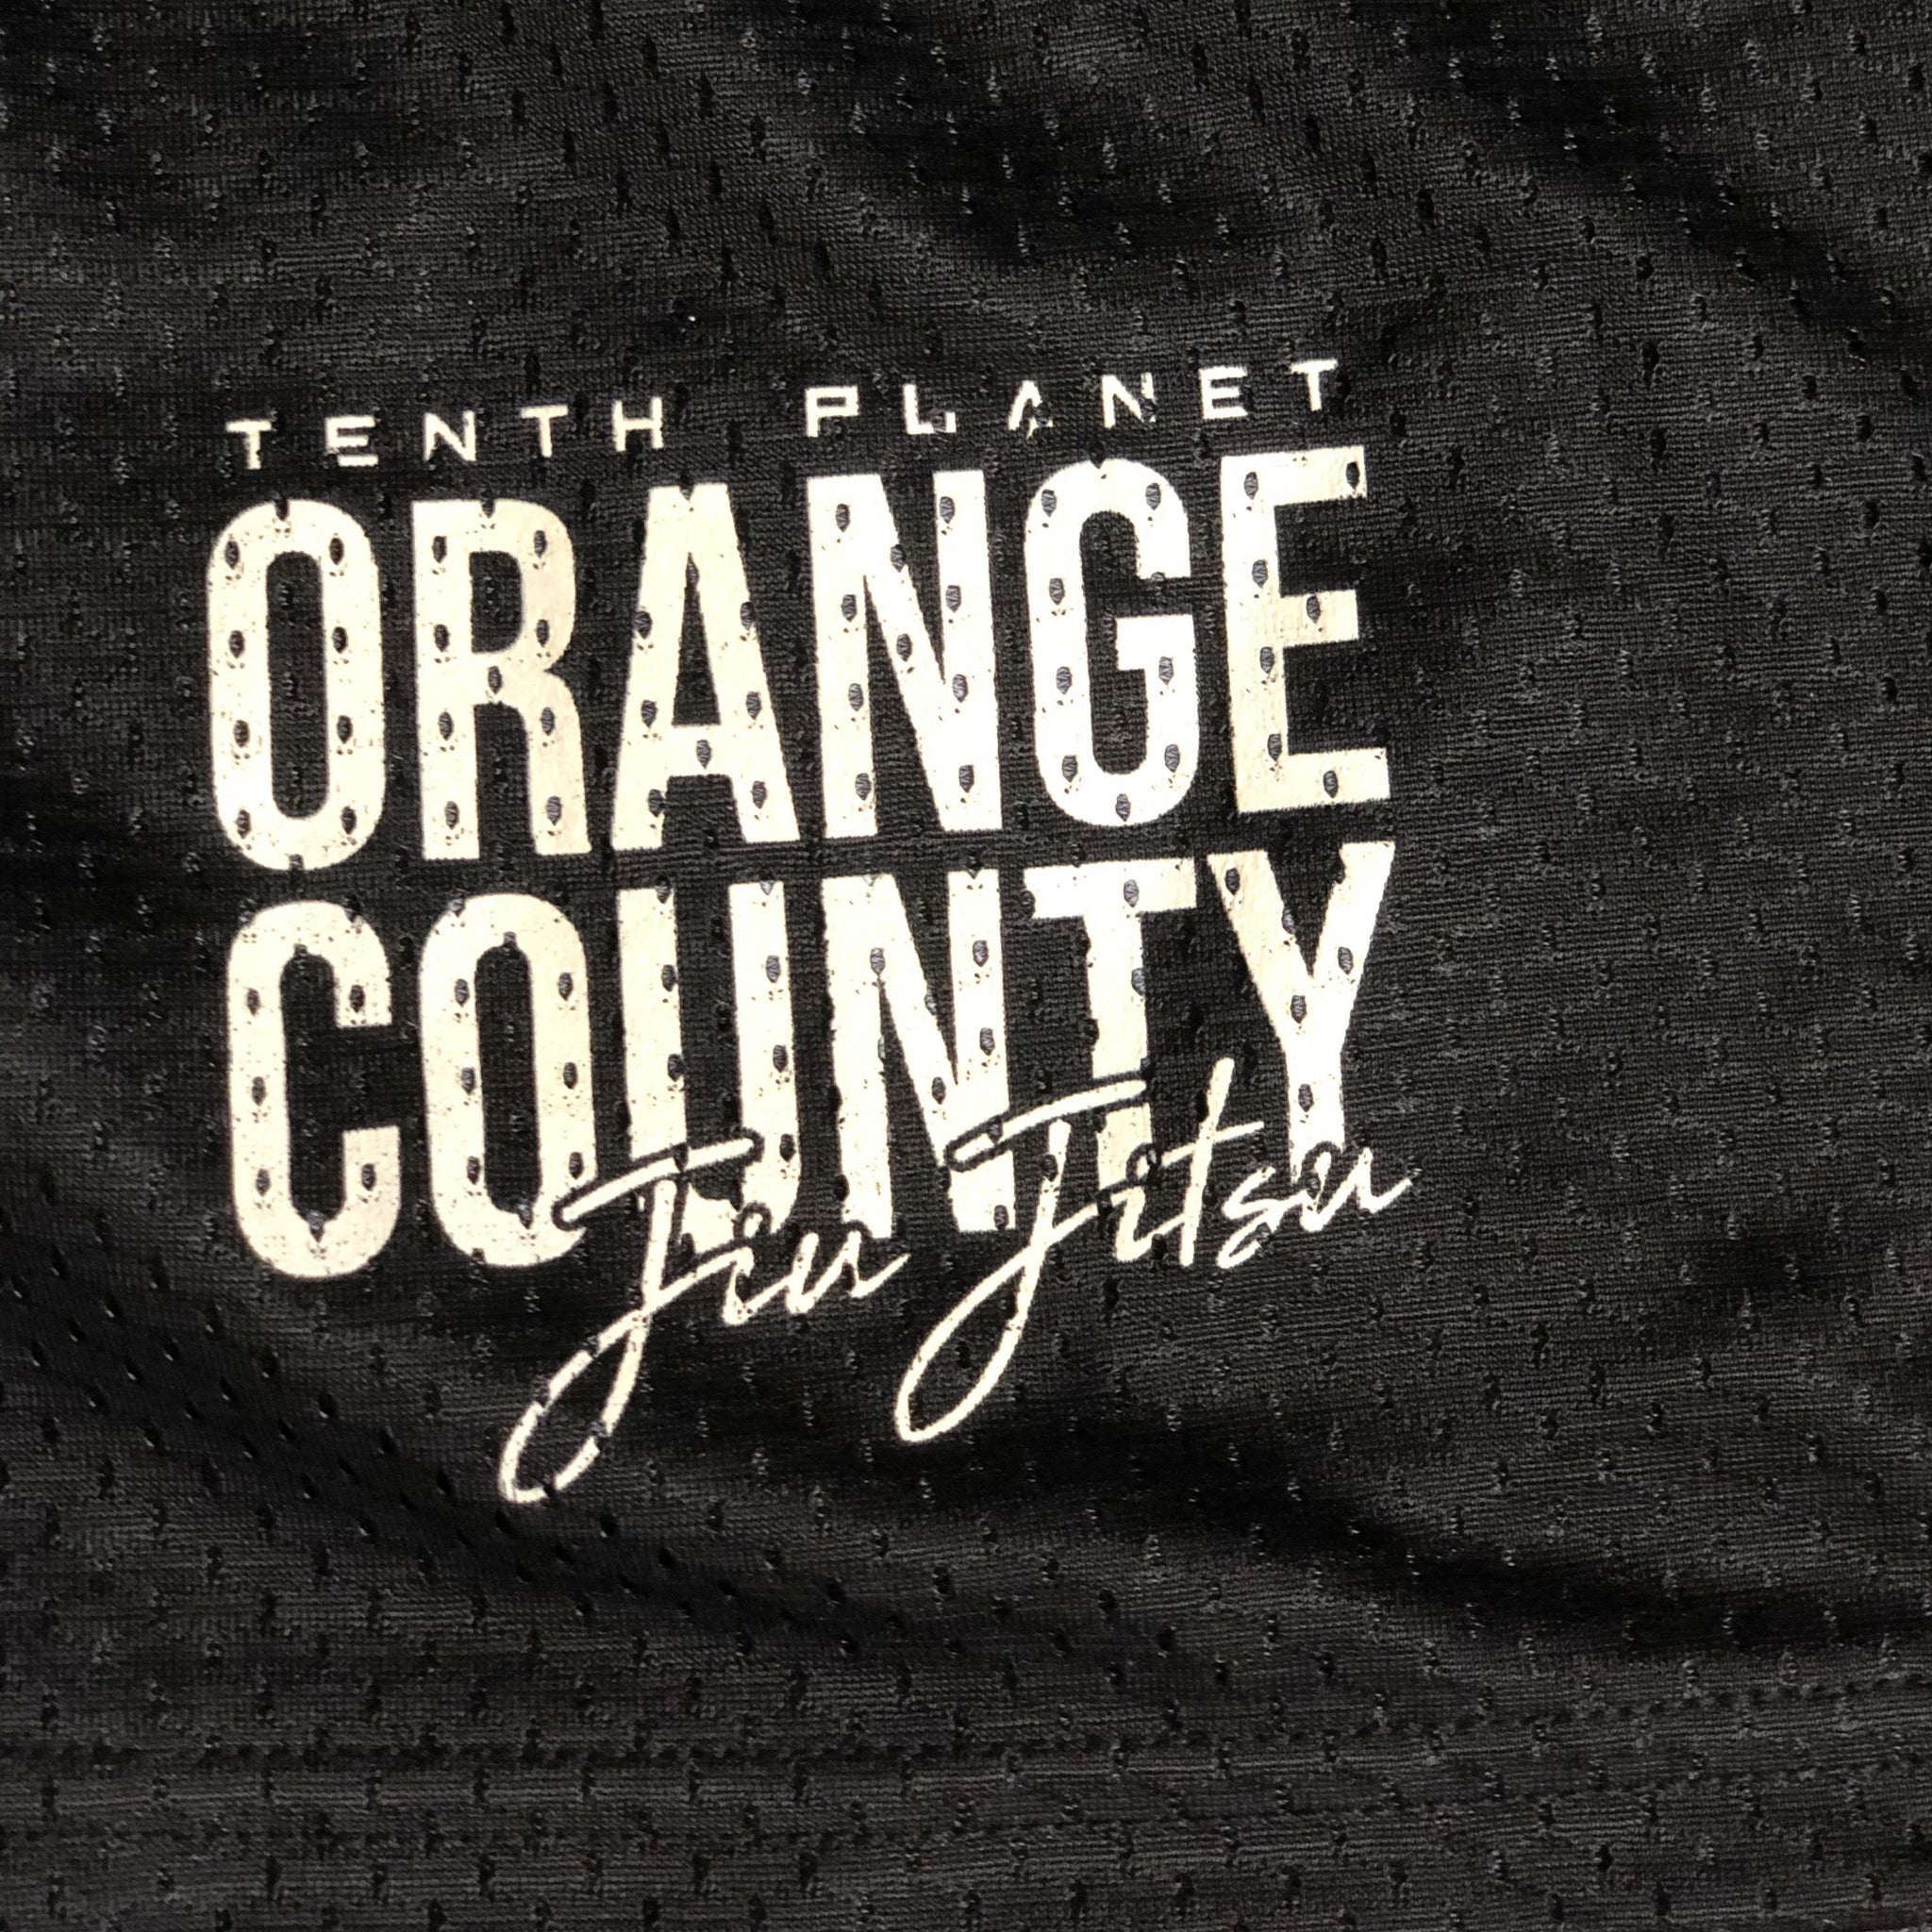 TENTH PLANET
ORANGE
COUNTY
Jiu Jitsu